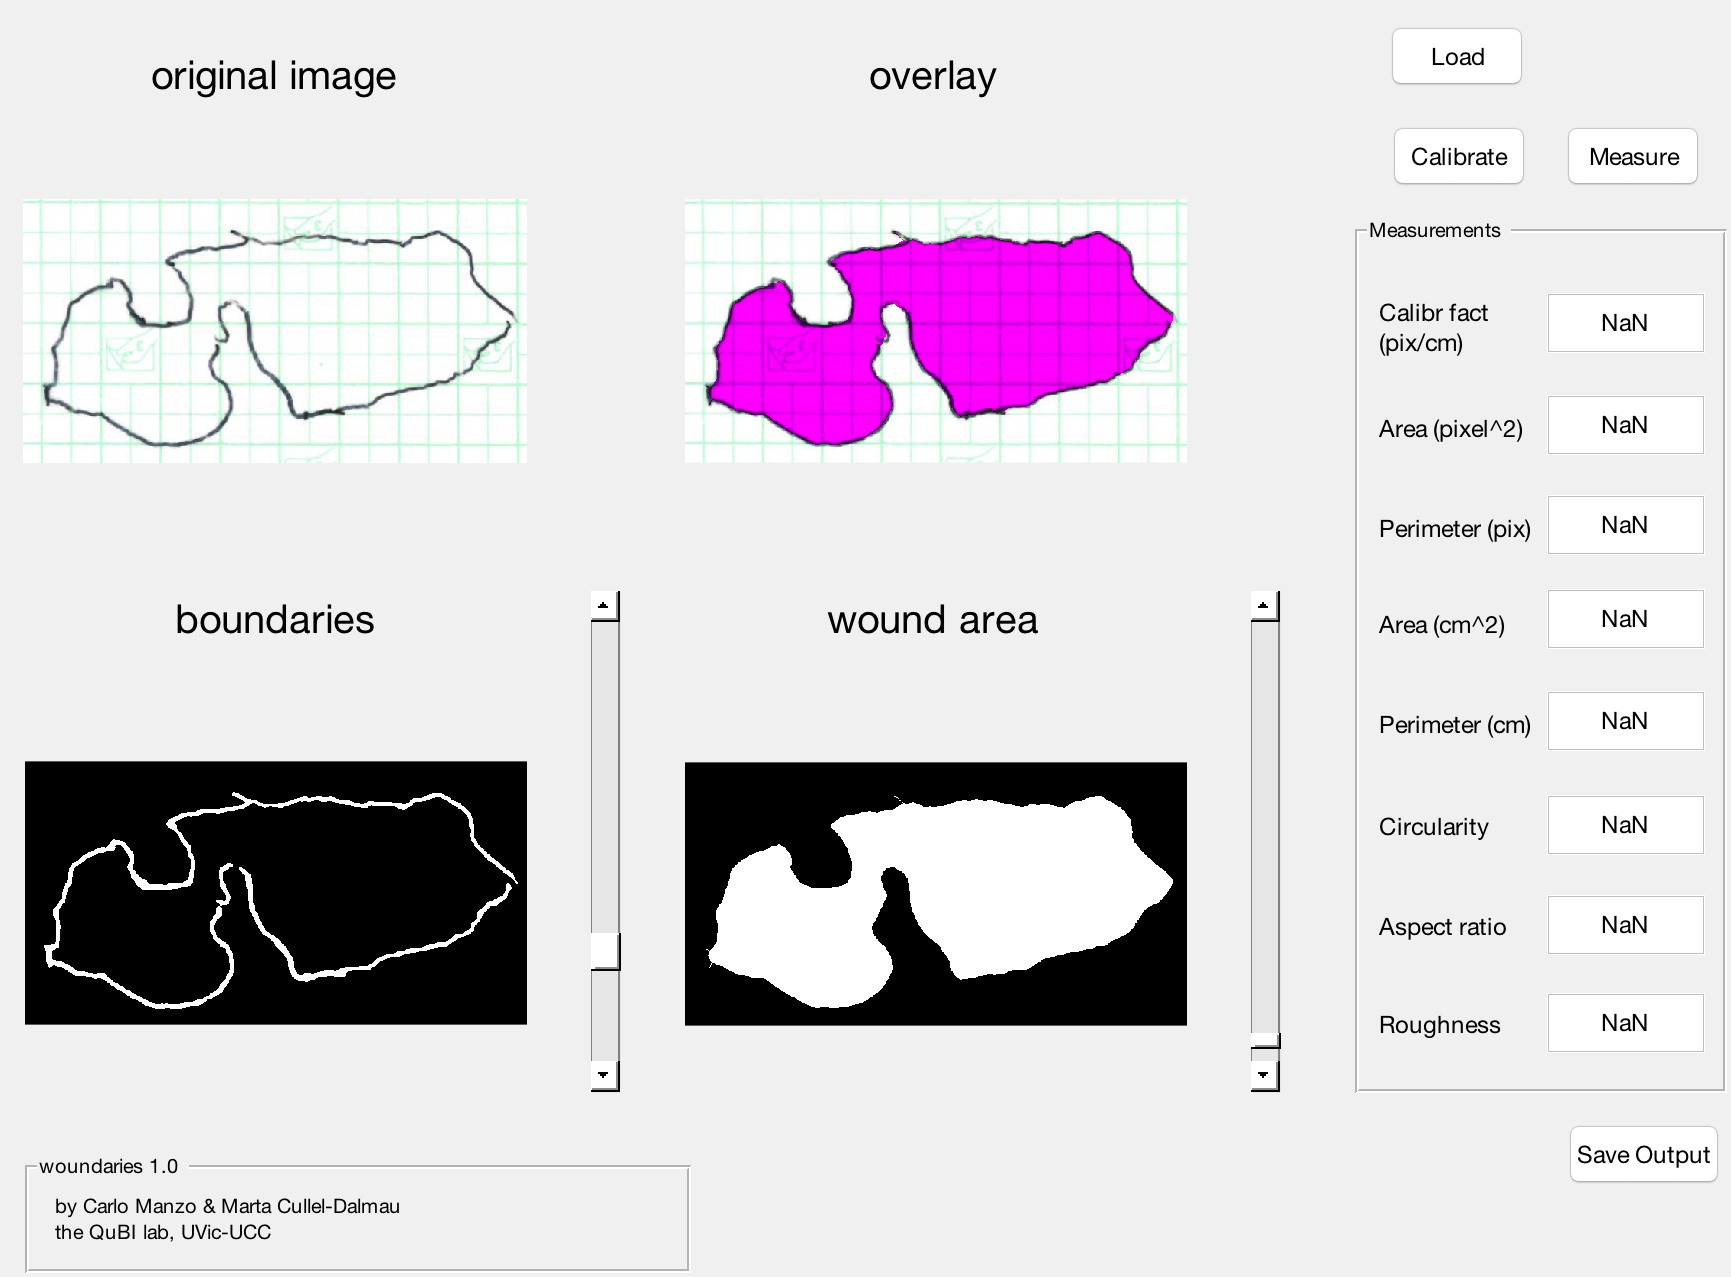 original image
overlay
Load
Calibrate
Measure
Measurements
Calibr fact
(pix/cm)
NaN
Area (pixel^2)
NaN
Perimeter (pix)
NaN
Area (cm^2)
NaN
Perimeter (cm)
NaN
Circularity
NaN
Aspect ratio
NaN
Roughness
NaN
boundaries
wound area
Save Output
woundaries 1.0
by Carlo Manzo & Marta Cullel-Dalmau
the QuBI lab, UVic-UCC